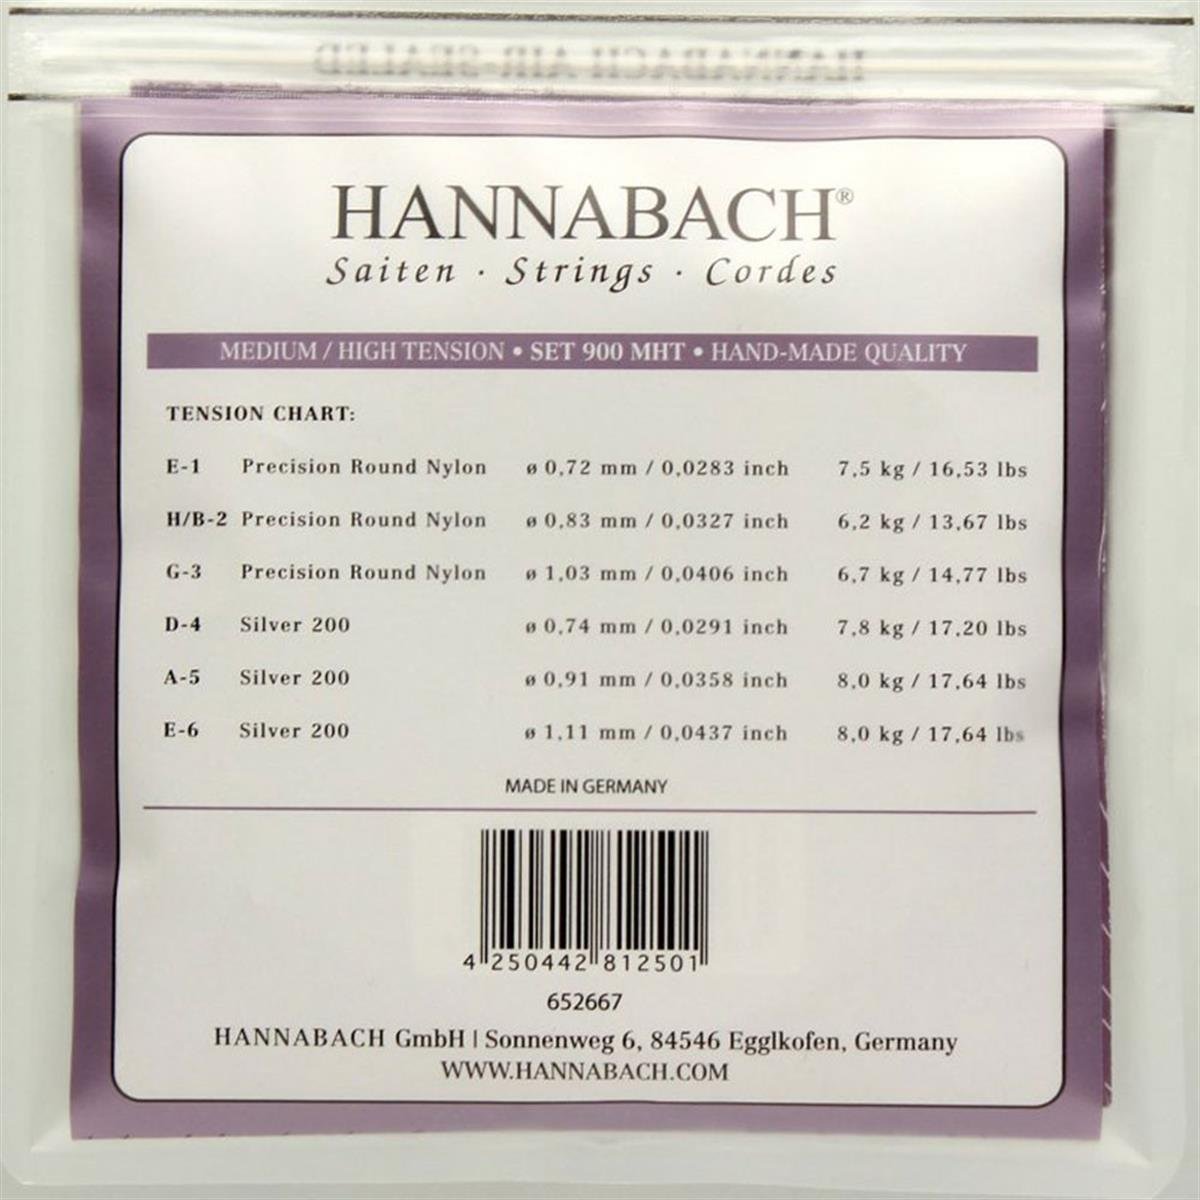 HANNABACH AIR-SEALED
HANNABACH®
Saiten · Strings · Cordes
MEDIUM / HIGH TENSION • SET 900 MHT • HAND-MADE QUALITY
TENSION CHART:
E-1 Precision Round Nylon ø 0,72 mm / 0,0283 inch 7,5 kg / 16,53 lbs
H/B-2 Precision Round Nylon ø 0,83 mm / 0,0327 inch 6,2 kg / 13,67 lbs
G-3 Precision Round Nylon ø 1,03 mm / 0,0406 inch 6,7 kg / 14,77 lbs
D-4 Silver 200 ø 0,74 mm / 0,0291 inch 7,8 kg / 17,20 lbs
A-5 Silver 200 ø 0,91 mm / 0,0358 inch 8,0 kg / 17,64 lbs
E-6 Silver 200 ø 1,11 mm / 0,0437 inch 8,0 kg / 17,64 lbs
MADE IN GERMANY
4 250442 812501
652667
HANNABACH GmbH | Sonnenweg 6, 84546 Egglkofen, Germany
WWW.HANNABACH.COM